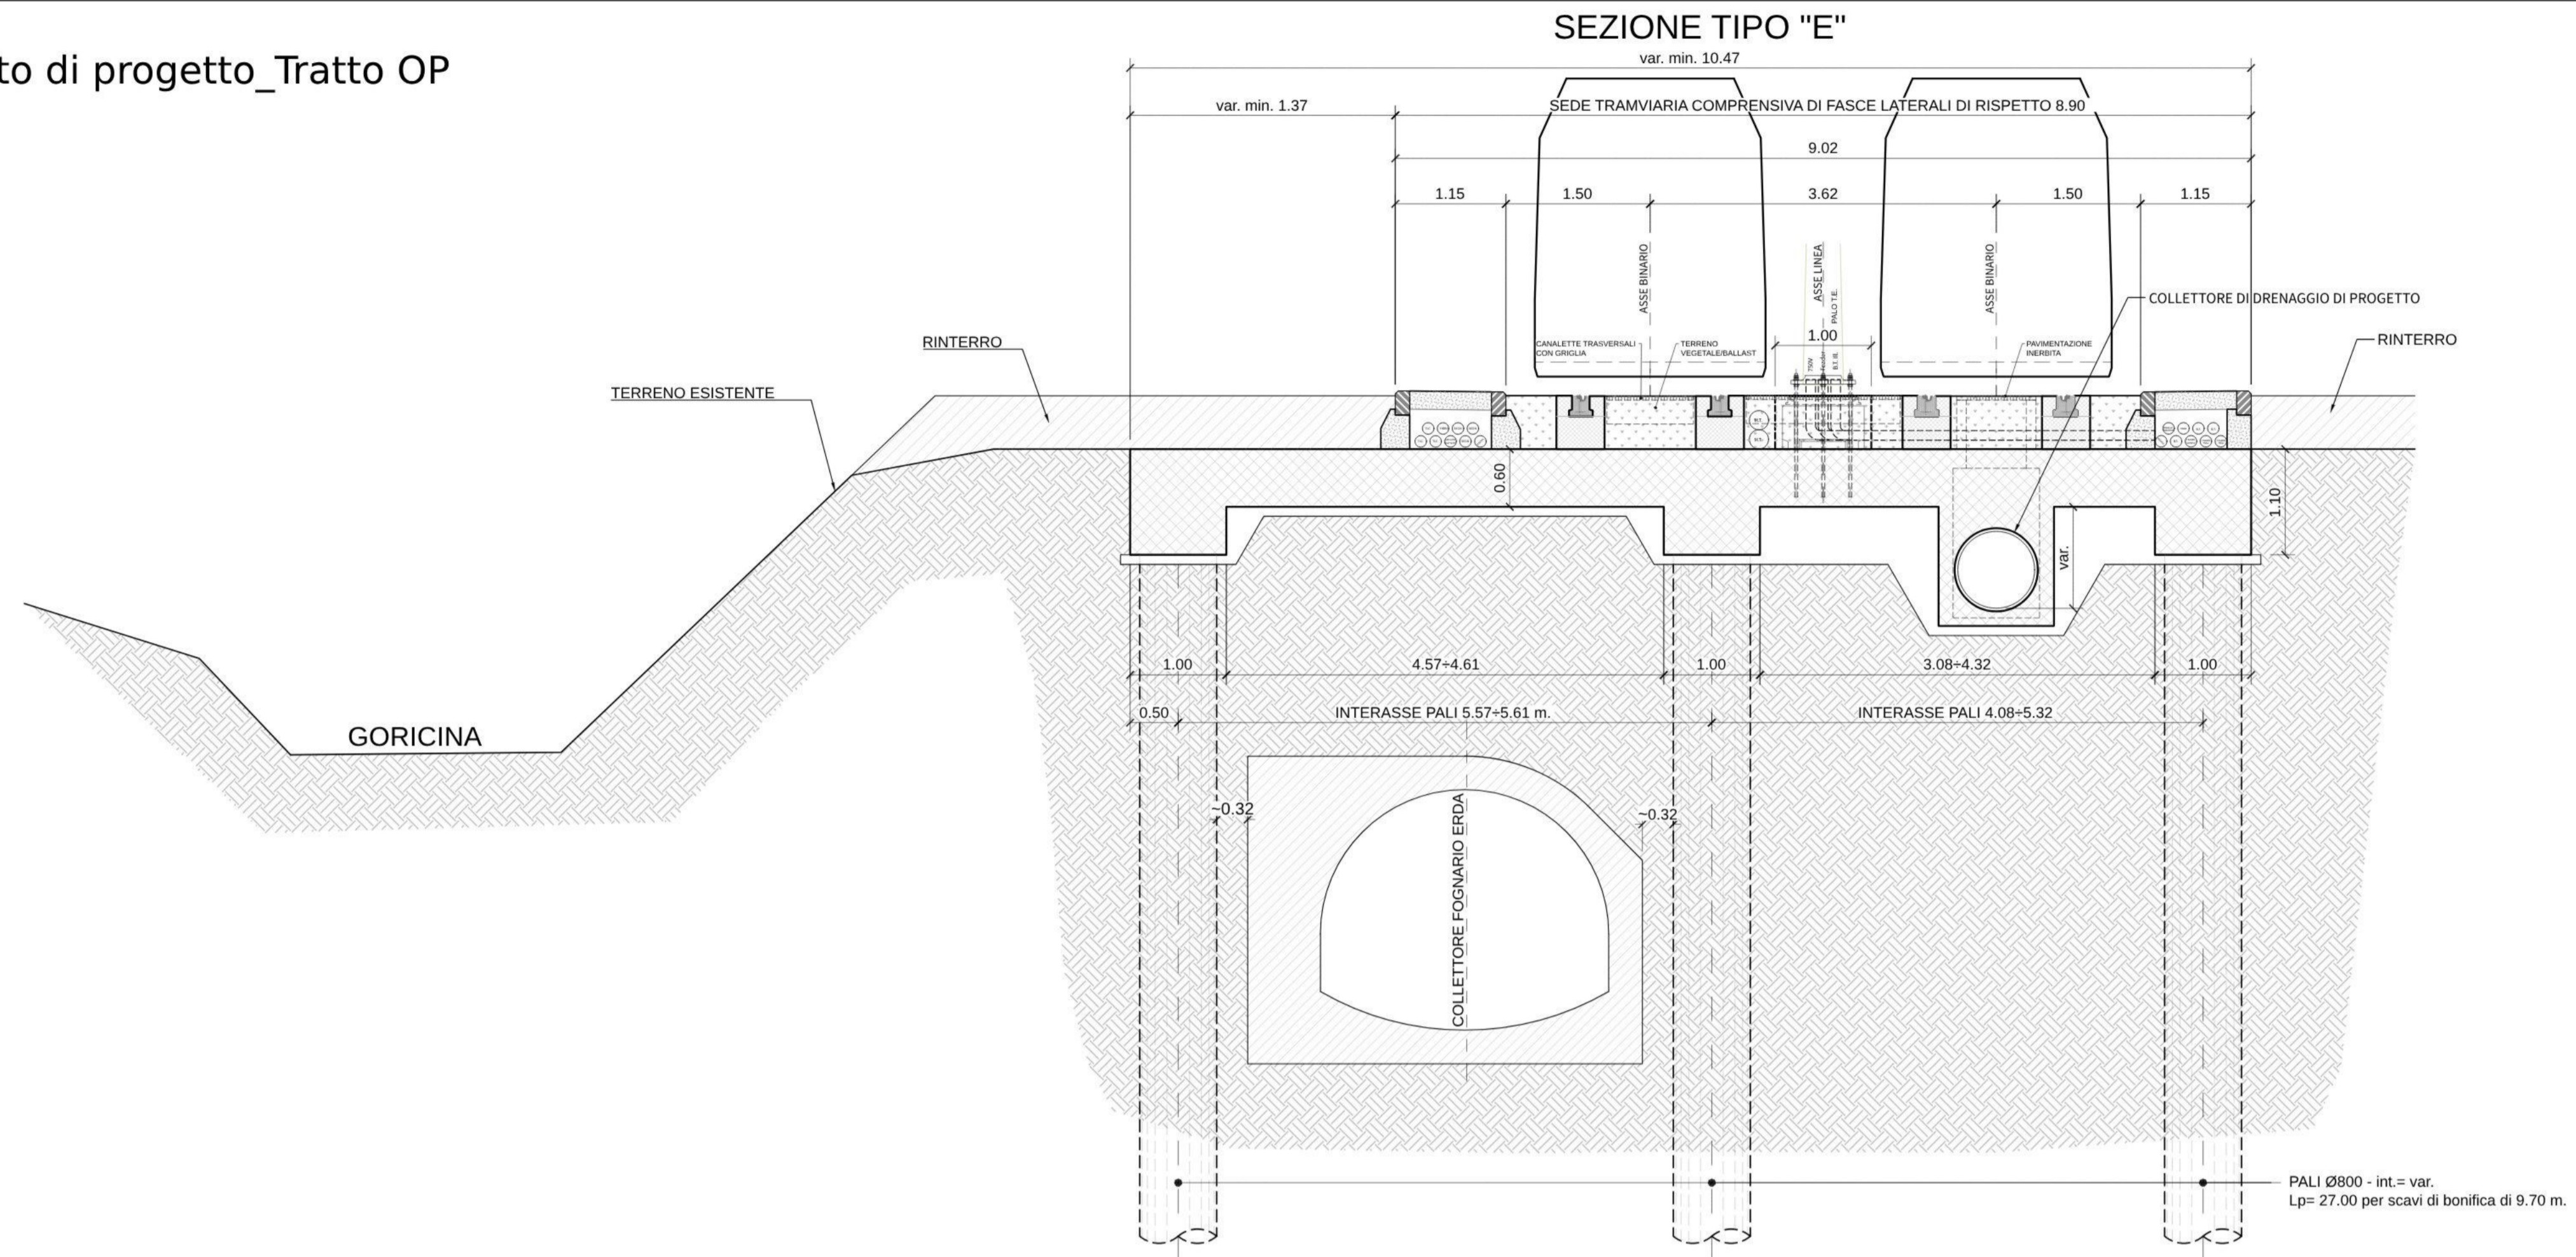 SEZIONE TIPO "E"
to di progetto_Tratto OP
var. min. 10.47
var. min. 1.37
SEDE TRAMVIARIA COMPRENSIVA DI FASCE LATERALI DI RISPETTO 8.90
9.02
1.15
1.50
3.62
1.50
1.15
ASSE BINARIO
ASSE LINEA
PALO T.E.
ASSE BINARIO
COLLETTORE DI DRENAGGIO DI PROGETTO
RINTERRO
1.00
RINTERRO
CANALETTE TRASVERSALI
CON GRIGLIA
TERRENO
VEGETALE/BALLAST
750V
PAVIMENTAZIONE
INERBITA
TERRENO ESISTENTE
0.60
1.10
var.
1.00
4.57÷4.61
1.00
3.08÷4.32
1.00
0.50
INTERASSE PALI 5.57÷5.61 m.
INTERASSE PALI 4.08÷5.32
GORICINA
~0.32
~0.32
COLLETTORE FOGNARIO ERDA
PALI Ø800 - int.= var.
Lp= 27.00 per scavi di bonifica di 9.70 m.